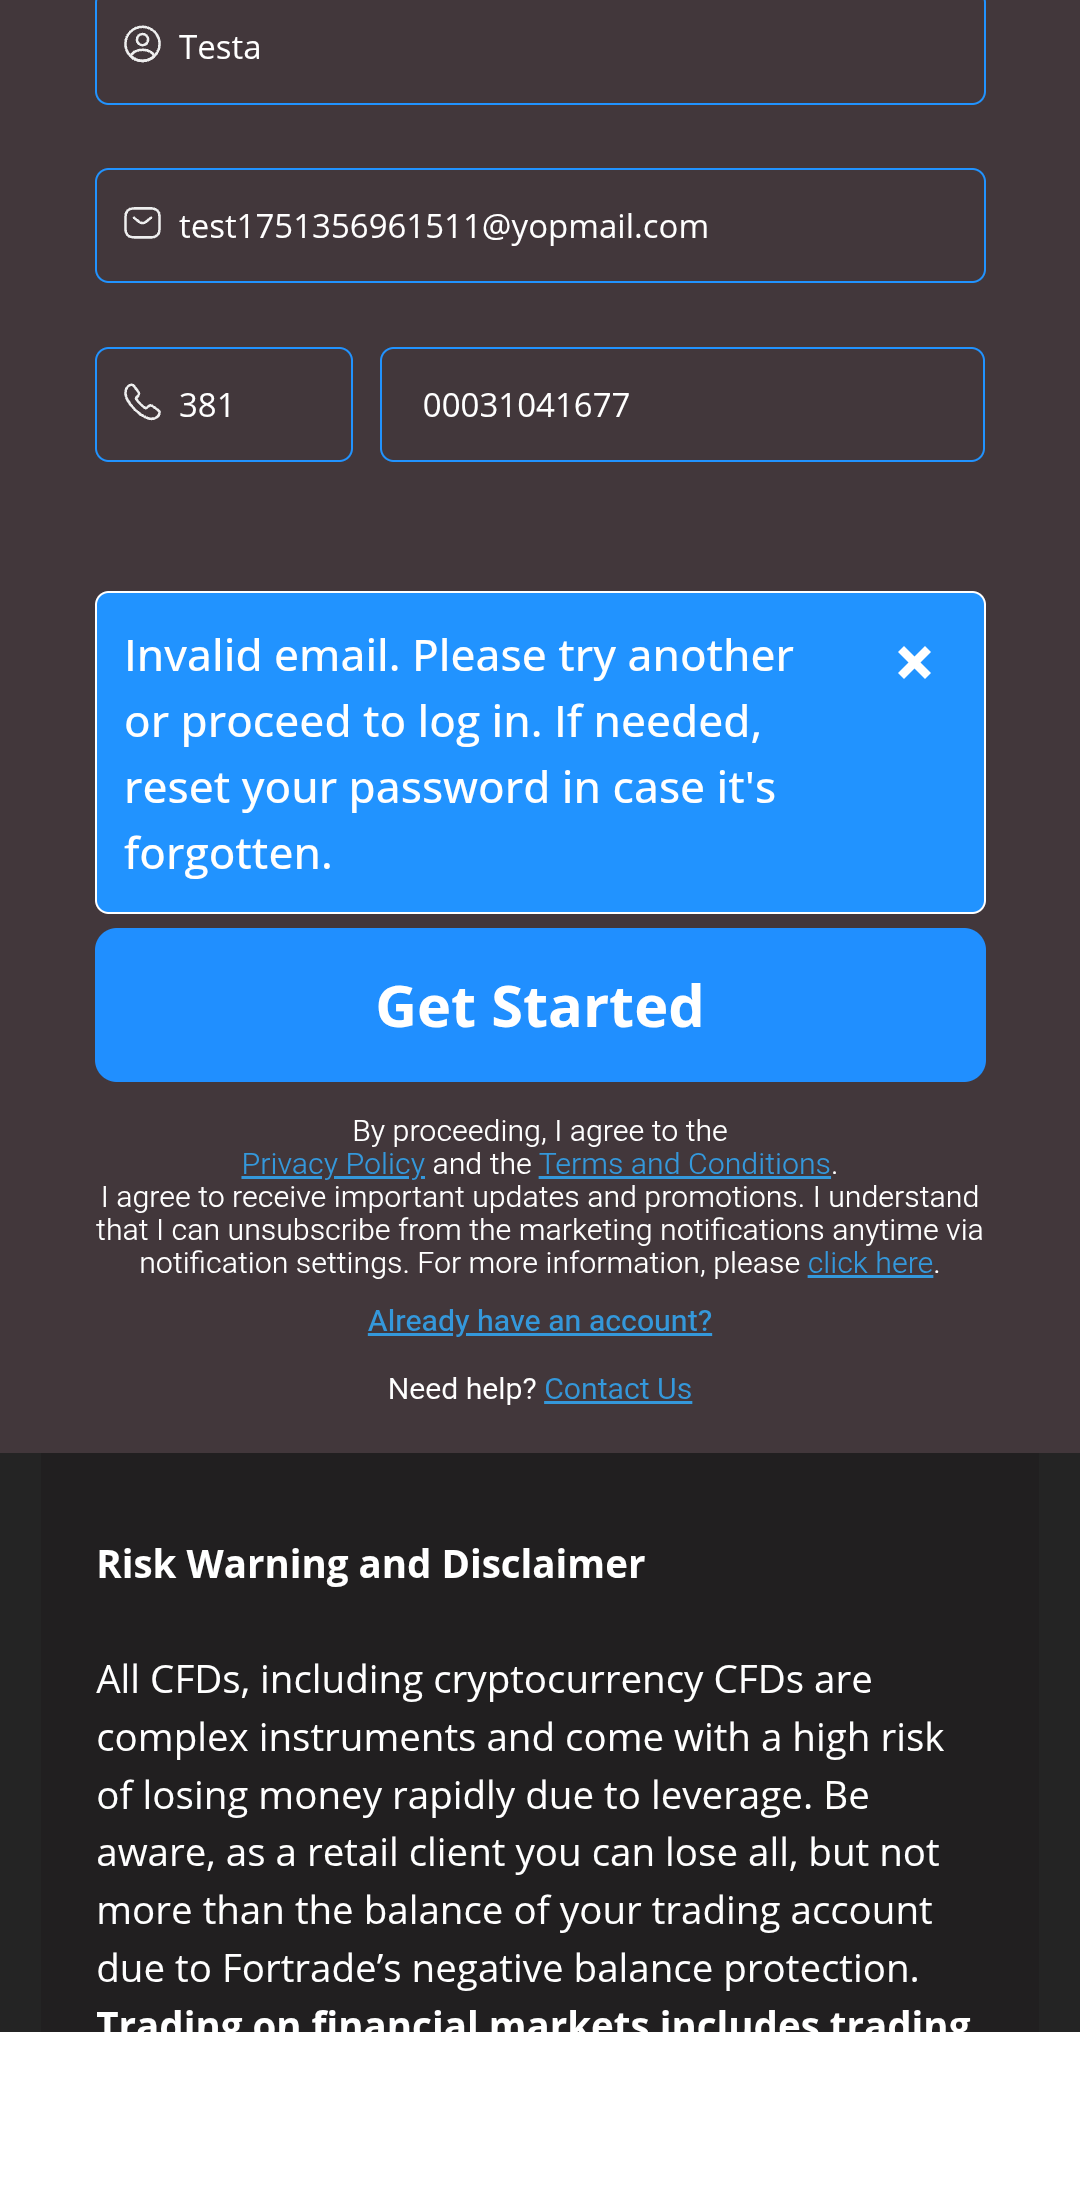 Testa
test1751356961511@yopmail.com
381
00031041677
Invalid email. Please try another
or proceed to log in. If needed,
reset your password in case it's
forgotten.
Get Started
By proceeding, I agree to the
Privacy Policy and the Terms and Conditions.
I agree to receive important updates and promotions. I understand
that I can unsubscribe from the marketing notifications anytime via
notification settings. For more information, please click here.
Already have an account?
Need help? Contact Us
Risk Warning and Disclaimer
All CFDs, including cryptocurrency CFDs are
complex instruments and come with a high risk
of losing money rapidly due to leverage. Be
aware, as a retail client you can lose all, but not
more than the balance of your trading account
due to Fortrade’s negative balance protection.
Trading on financial markets includes trading